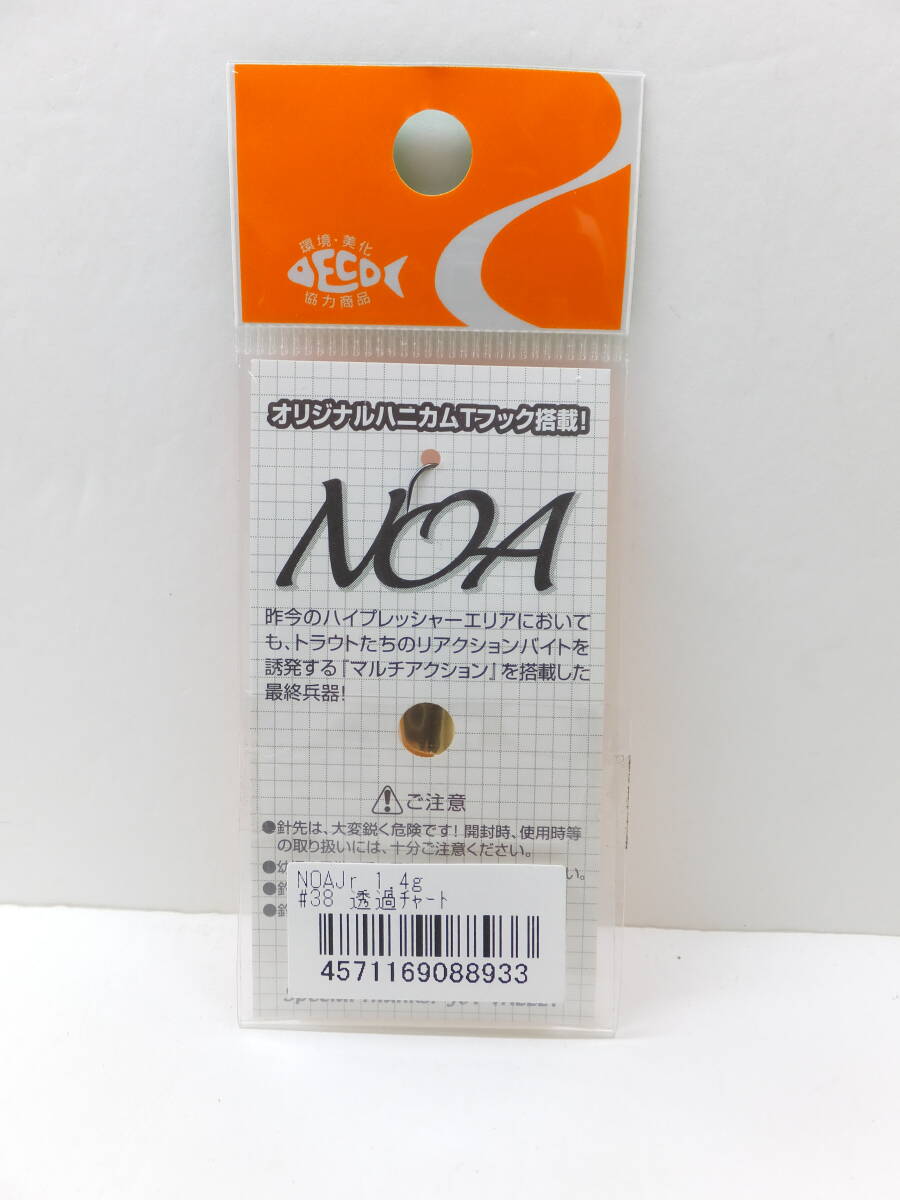 環境・美化
DECO
協力商品
オリジナルハニカムTフック搭載!
NOA
昨今のハイプレッシャーエリアにおいて
も、トラウトたちのリアクションバイトを
誘発する『マルチアクション』を搭載した
最終兵器!
ご注意
●針先は、大変鋭く危険です!開封時、使用時等
の取り扱いには、十分ご注意ください。
い。
NOAJr 1.4g
#38 透過チャート
4571169088933